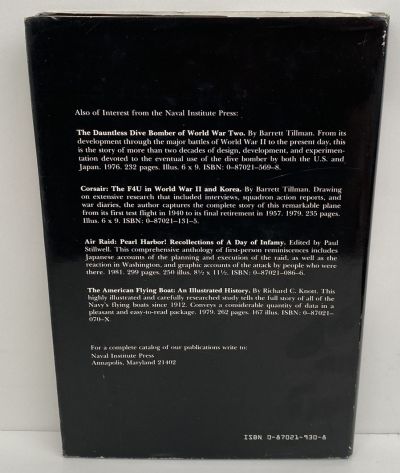 Also of Interest from the Naval Institute Press:
The Dauntless Dive Bomber of World War Two. By Barrett Tillman. From its
development through the major battles of World War II to the present day, this
is the story of more than two decades of design, development, and experimen-
tation devoted to the eventual use of the dive bomber by both the U.S. and
Japan. 1976. 232 pages. Illus. 6 x 9. ISBN: 0-87021-569-8.
Corsair: The F4U in World War II and Korea. By Barrett Tillman. Drawing
on extensive research that included interviews, squadron action reports, and
war diaries, the author captures the complete story of this remarkable plane
from its first test flight in 1940 to its final retirement in 1957. 1979. 235 pages.
Illus. 6 x 9. ISBN: 0-87021-131-5.
Air Raid: Pearl Harbor! Recollections of A Day of Infamy. Edited by Paul
Stillwell. This comprehensive anthology of first-person reminiscences includes
Japanese accounts of the planning and execution of the raid, as well as the
reaction in Washington, and graphic accounts of the attack by people who were
there. 1981. 299 pages. 250 illus. 8½ x 11½. ISBN: 0-87021-086-6.
The American Flying Boat: An Illustrated History. By Richard C. Knott. This
highly illustrated and carefully researched study tells the full story of all of the
Navy's flying boats since 1912. Conveys a considerable quantity of data in a
pleasant and easy-to-read package. 1979. 262 pages. 167 illus. ISBN: 0-87021-
070-X.
For a complete catalog of our publications write to:
Naval Institute Press
Annapolis, Maryland 21402
ISBN 0-87021-930-8